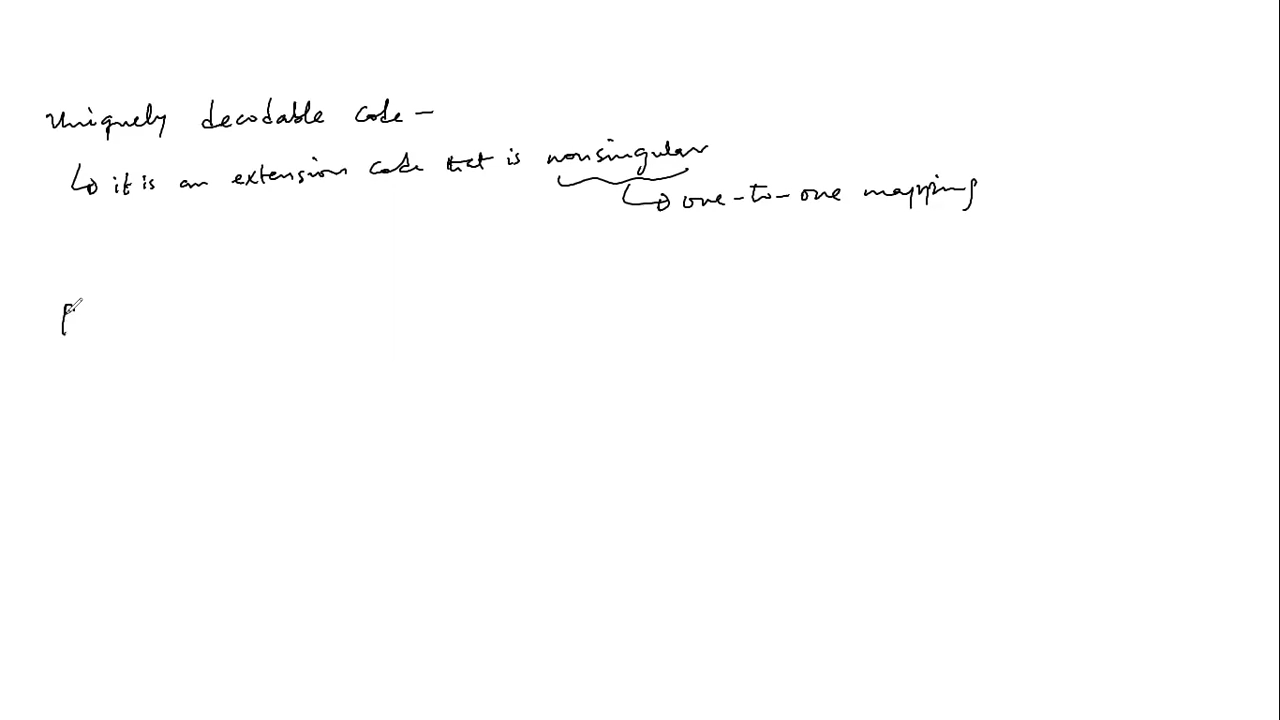 Uniquely decodable code -
↳ it is an extension code that is nonsingular
↳ one-to-one mapping
P